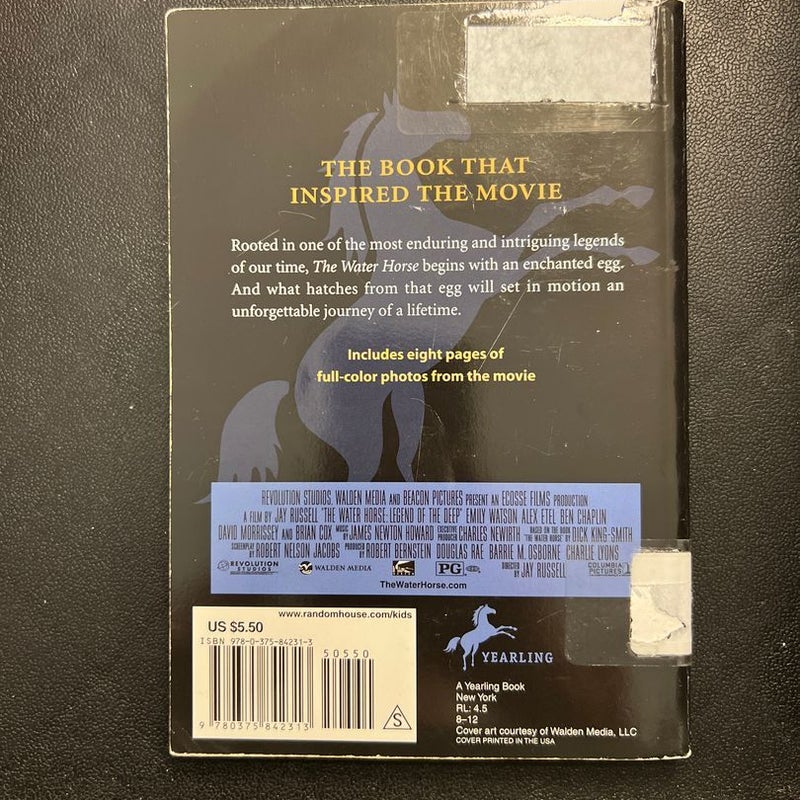 THE BOOK THAT
INSPIRED THE MOVIE
Rooted in one of the most enduring and intriguing legends
of our time, The Water Horse begins with an enchanted egg.
And what hatches from that egg will set in motion an
unforgettable journey of a lifetime.
Includes eight pages of
full-color photos from the movie
REVOLUTION STUDIOS, WALDEN MEDIA AND BEACON PICTURES PRESENT AN ECOSSE FILMS PRODUCTION
A FILM BY JAY RUSSELL "THE WATER HORSE: LEGEND OF THE DEEP" EMILY WATSON ALEX ETEL BEN CHAPLIN
DAVID MORRISSEY AND BRIAN COX MUSIC BY JAMES NEWTON HOWARD EXECUTIVE PRODUCER CHARLES NEWIRTH BASED ON THE BOOK "THE WATER HORSE" BY DICK KING-SMITH
SCREENPLAY BY ROBERT NELSON JACOBS PRODUCED BY ROBERT BERNSTEIN DOUGLAS RAE BARRIE M. OSBORNE CHARLIE LYONS
REVOLUTION STUDIOS WALDEN MEDIA PG DIRECTED BY JAY RUSSELL COLUMBIA PICTURES
TheWaterHorse.com
www.randomhouse.com/kids
US $5.50
ISBN 978-0-375-84231-3
50550
9 780375 842313
S
YEARLING
A Yearling Book
New York
RL: 4.5
8–12
Cover art courtesy of Walden Media, LLC
COVER PRINTED IN THE USA